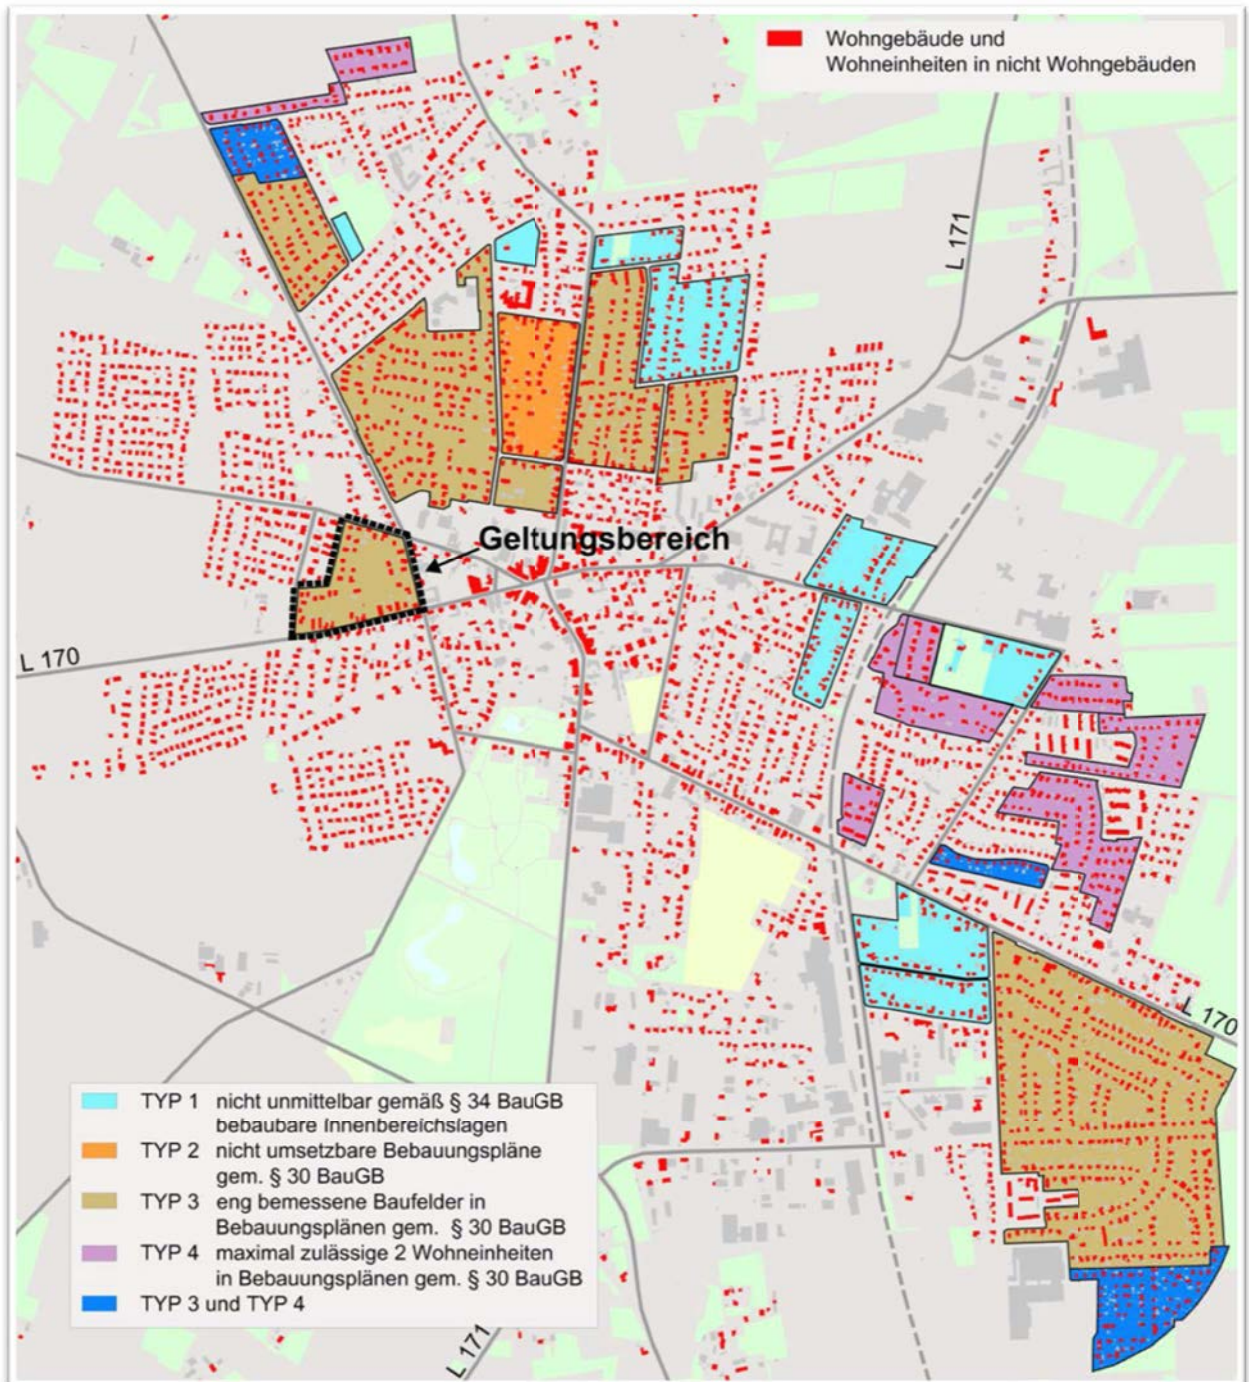 Wohngebäude und
Wohneinheiten in nicht Wohngebäuden
L 171
Geltungsbereich
L 170
L 170
TYP 1 nicht unmittelbar gemäß § 34 BauGB
bebaubare Innenbereichslagen
TYP 2 nicht umsetzbare Bebauungspläne
gem. § 30 BauGB
TYP 3 eng bemessene Baufelder in
Bebauungsplänen gem. § 30 BauGB
TYP 4 maximal zulässige 2 Wohneinheiten
in Bebauungsplänen gem. § 30 BauGB
TYP 3 und TYP 4
L 171